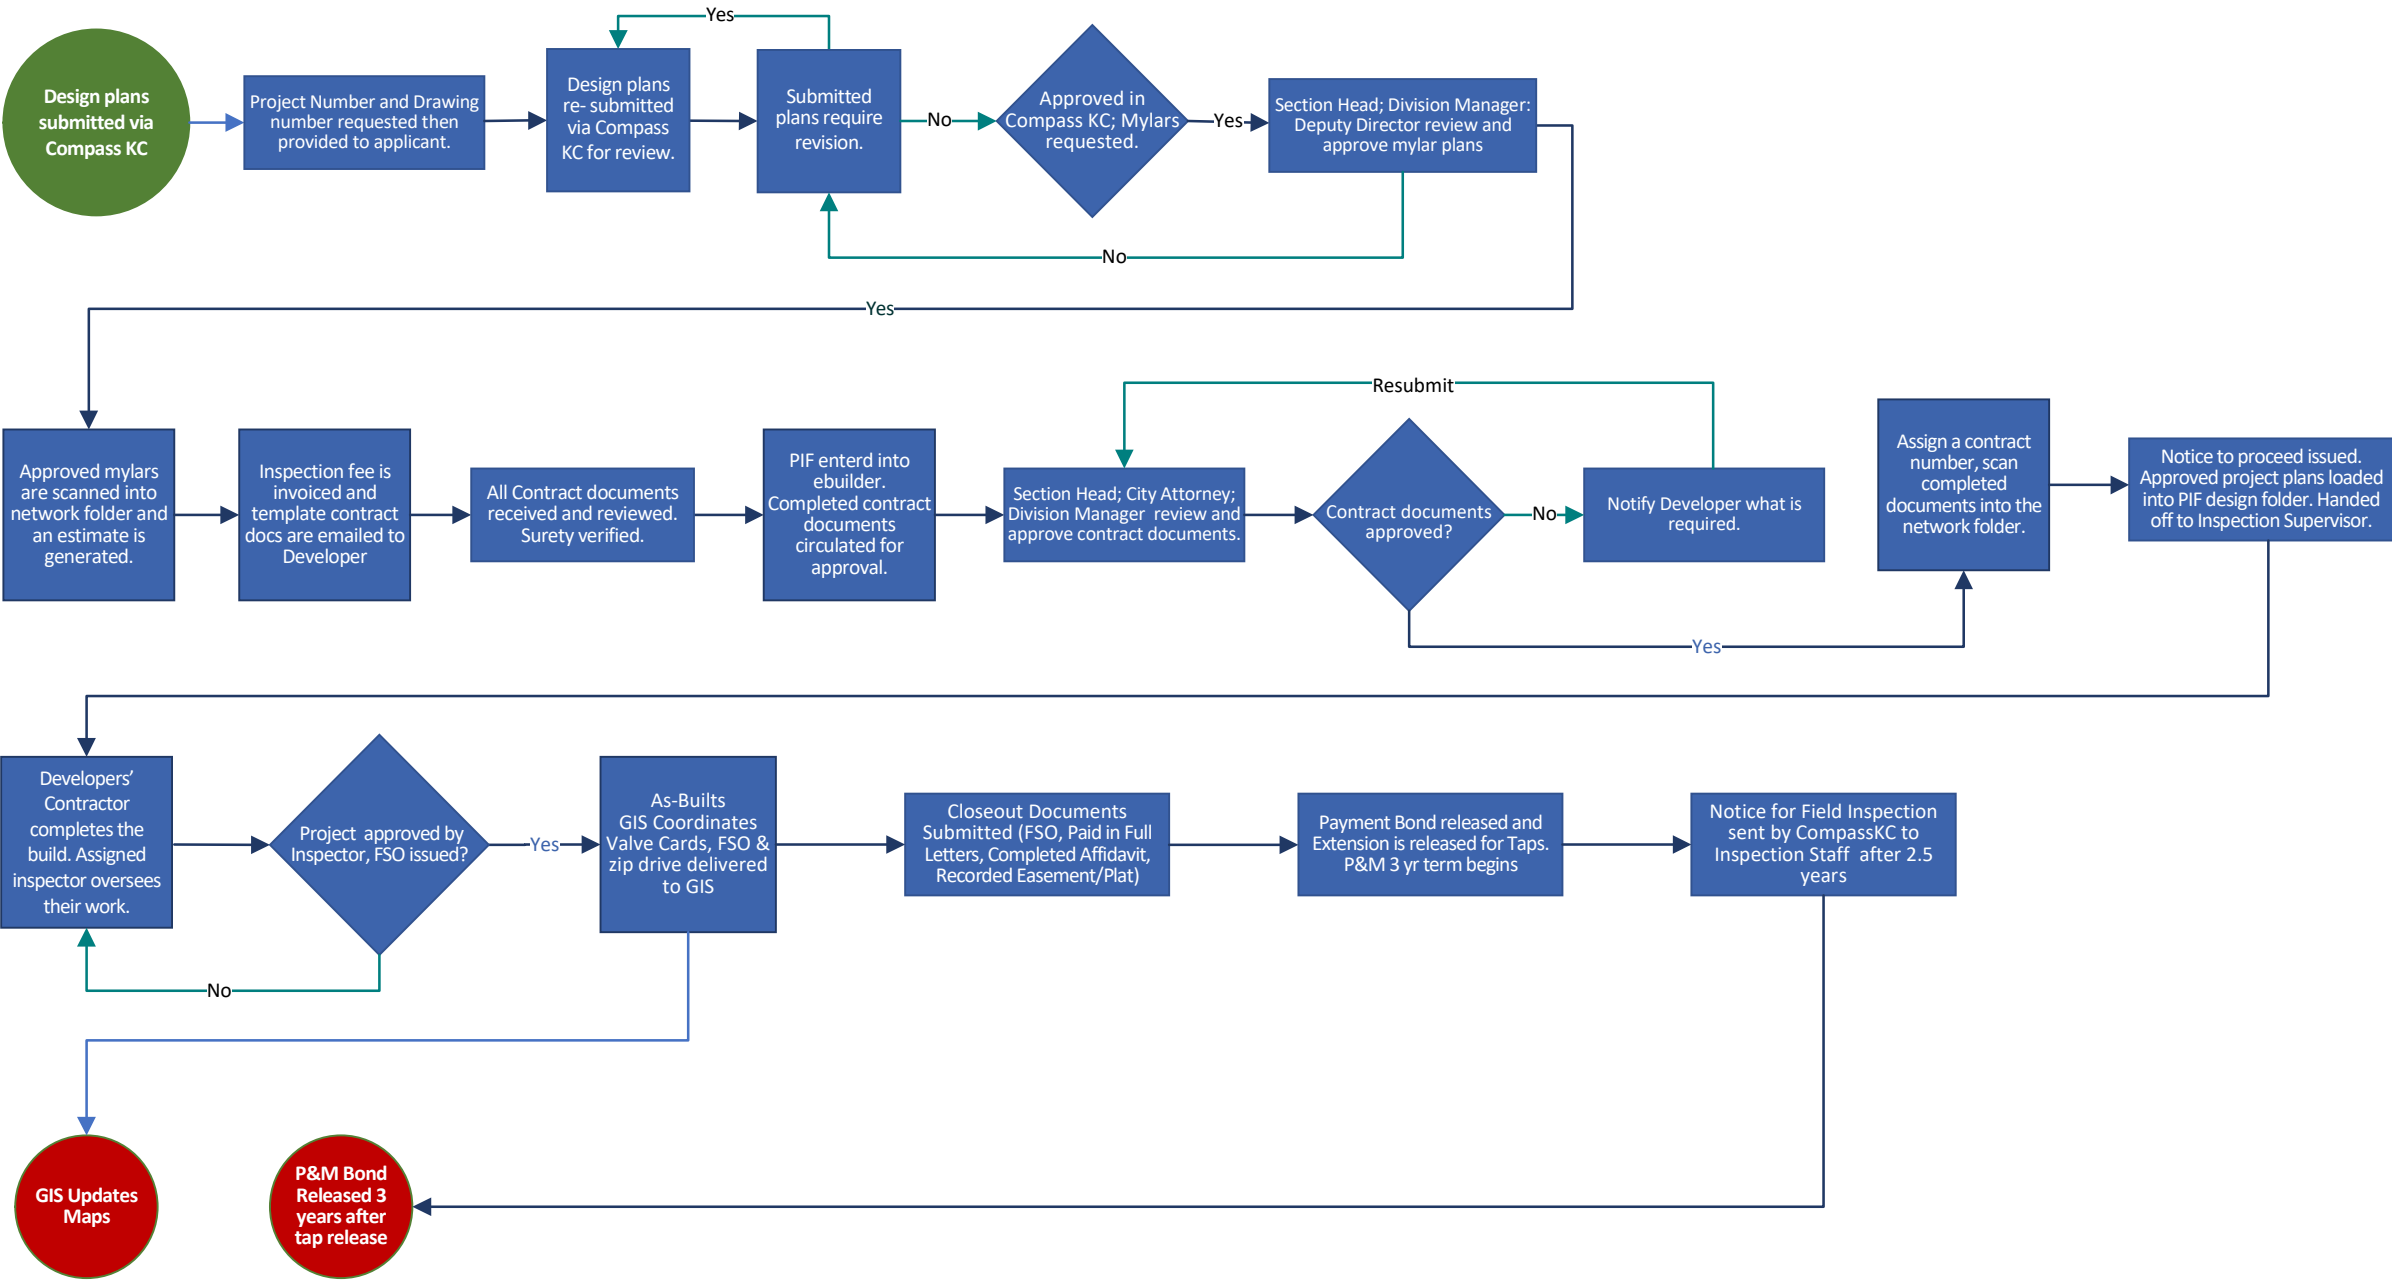 Yes
Design plans
submitted via
Compass KC
Project Number and Drawing
number requested then
provided to applicant.
Design plans
re- submitted
via Compass
KC for review.
Submitted
plans require
revision.
No
Approved in
Compass KC; Mylars
requested.
Yes
Section Head; Division Manager:
Deputy Director review and
approve mylar plans
No
Yes
Resubmit
Approved mylars
are scanned into
network folder and
an estimate is
generated.
Inspection fee is
invoiced and
template contract
docs are emailed to
Developer
All Contract documents
received and reviewed.
Surety verified.
PIF enterd into
ebuilder.
Completed contract
documents
circulated for
approval.
Section Head; City Attorney;
Division Manager review and
approve contract documents.
Contract documents
approved?
No
Notify Developer what is
required.
Assign a contract
number, scan
completed
documents into the
network folder.
Notice to proceed issued.
Approved project plans loaded
into PIF design folder. Handed
off to Inspection Supervisor.
Yes
Developers’
Contractor
completes the
build. Assigned
inspector oversees
their work.
Project approved by
Inspector, FSO issued?
Yes
As-Builts
GIS Coordinates
Valve Cards, FSO &
zip drive delivered
to GIS
Closeout Documents
Submitted (FSO, Paid in Full
Letters, Completed Affidavit,
Recorded Easement/Plat)
Payment Bond released and
Extension is released for Taps.
P&M 3 yr term begins
Notice for Field Inspection
sent by CompassKC to
Inspection Staff after 2.5
years
No
GIS Updates
Maps
P&M Bond
Released 3
years after
tap release